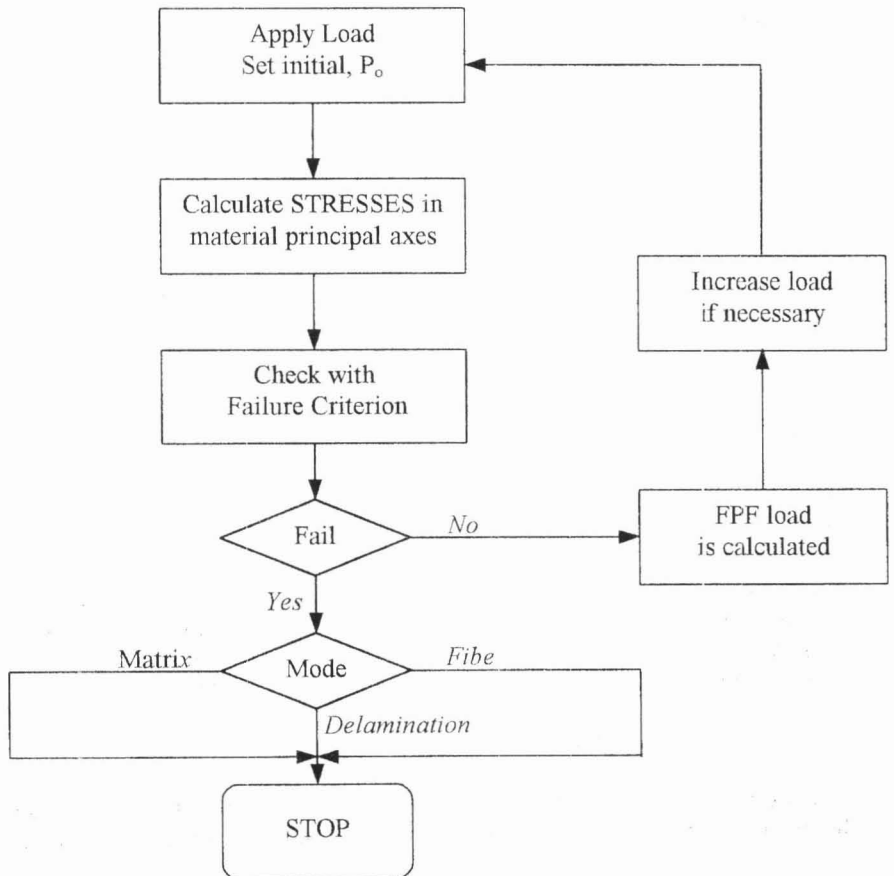 Apply Load
Set initial, Pₒ
Calculate STRESSES in
material principal axes
Increase load
if necessary
Check with
Failure Criterion
Fail
No
FPF load
is calculated
Yes
Matrix
Mode
Fibe
Delamination
STOP